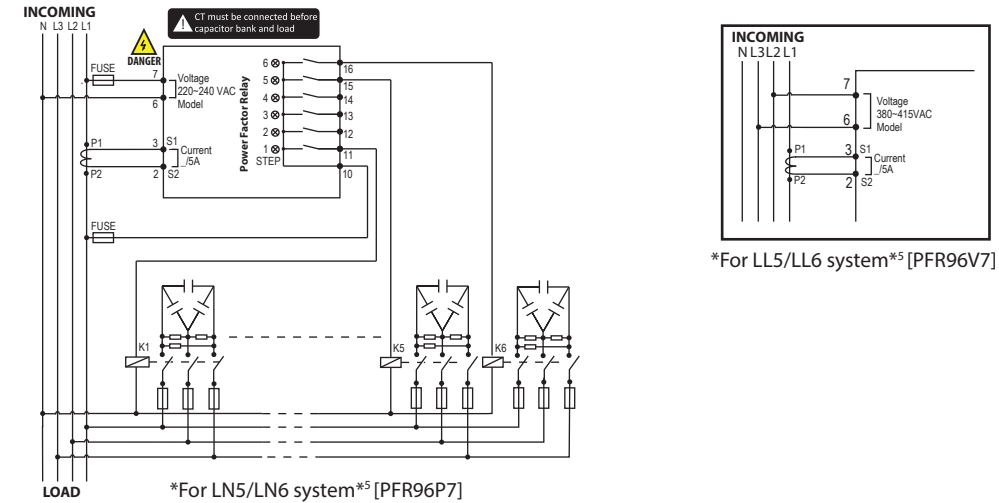 INCOMING
N L3 L2 L1
CT must be connected before
capacitor bank and load
DANGER
FUSE
7
6
Voltage
220~240 VAC
Model
P1
P2
3
2
S1
S2
Current
_/5A
Power Factor Relay
6
5
4
3
2
1
STEP
16
15
14
13
12
11
10
FUSE
K1
K5
K6
LOAD
*For LN5/LN6 system*⁵ [PFR96P7]
INCOMING
N L3 L2 L1
7
6
Voltage
380~415VAC
Model
P1
P2
3
2
S1
S2
Current
_/5A
*For LL5/LL6 system*⁵ [PFR96V7]